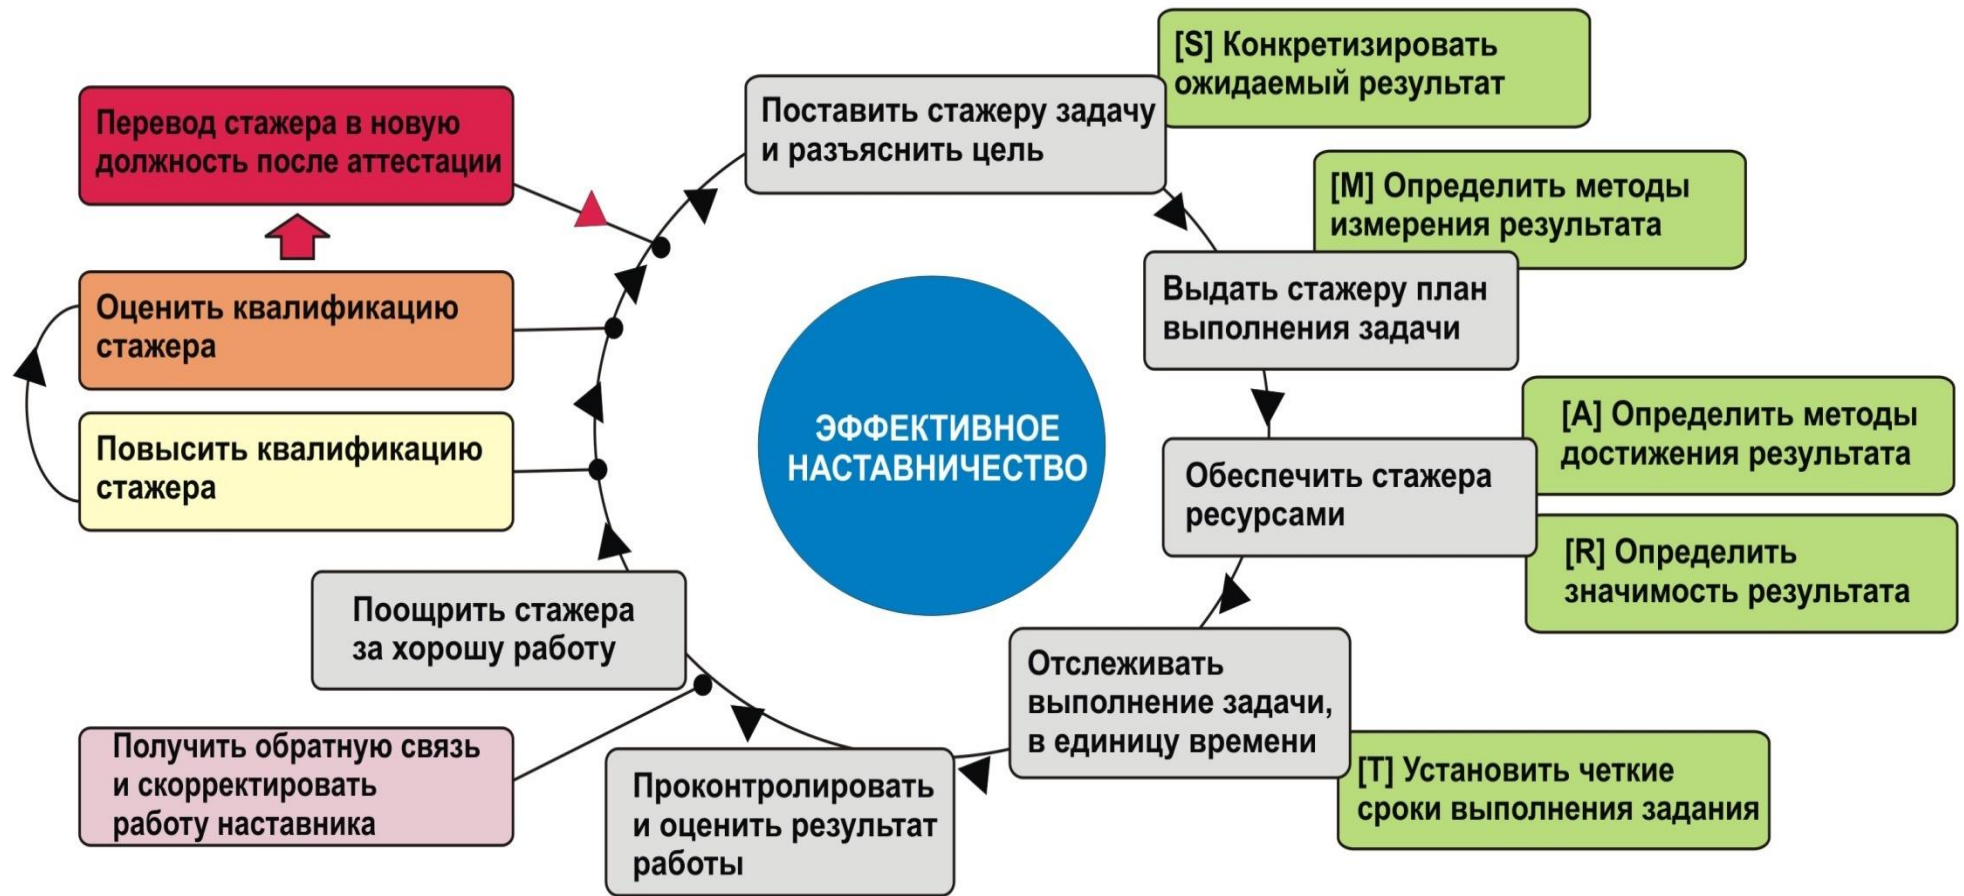 [S] Конкретизировать
ожидаемый результат
Поставить стажеру задачу
и разъяснить цель
Перевод стажера в новую
должность после аттестации
[M] Определить методы
измерения результата
Выдать стажеру план
выполнения задачи
Оценить квалификацию
стажера
[A] Определить методы
достижения результата
ЭФФЕКТИВНОЕ
НАСТАВНИЧЕСТВО
Повысить квалификацию
стажера
Обеспечить стажера
ресурсами
[R] Определить
значимость результата
Поощрить стажера
за хорошу работу
Отслеживать
выполнение задачи,
в единицу времени
Получить обратную связь
и скорректировать
работу наставника
Проконтролировать
и оценить результат
работы
[T] Установить четкие
сроки выполнения задания